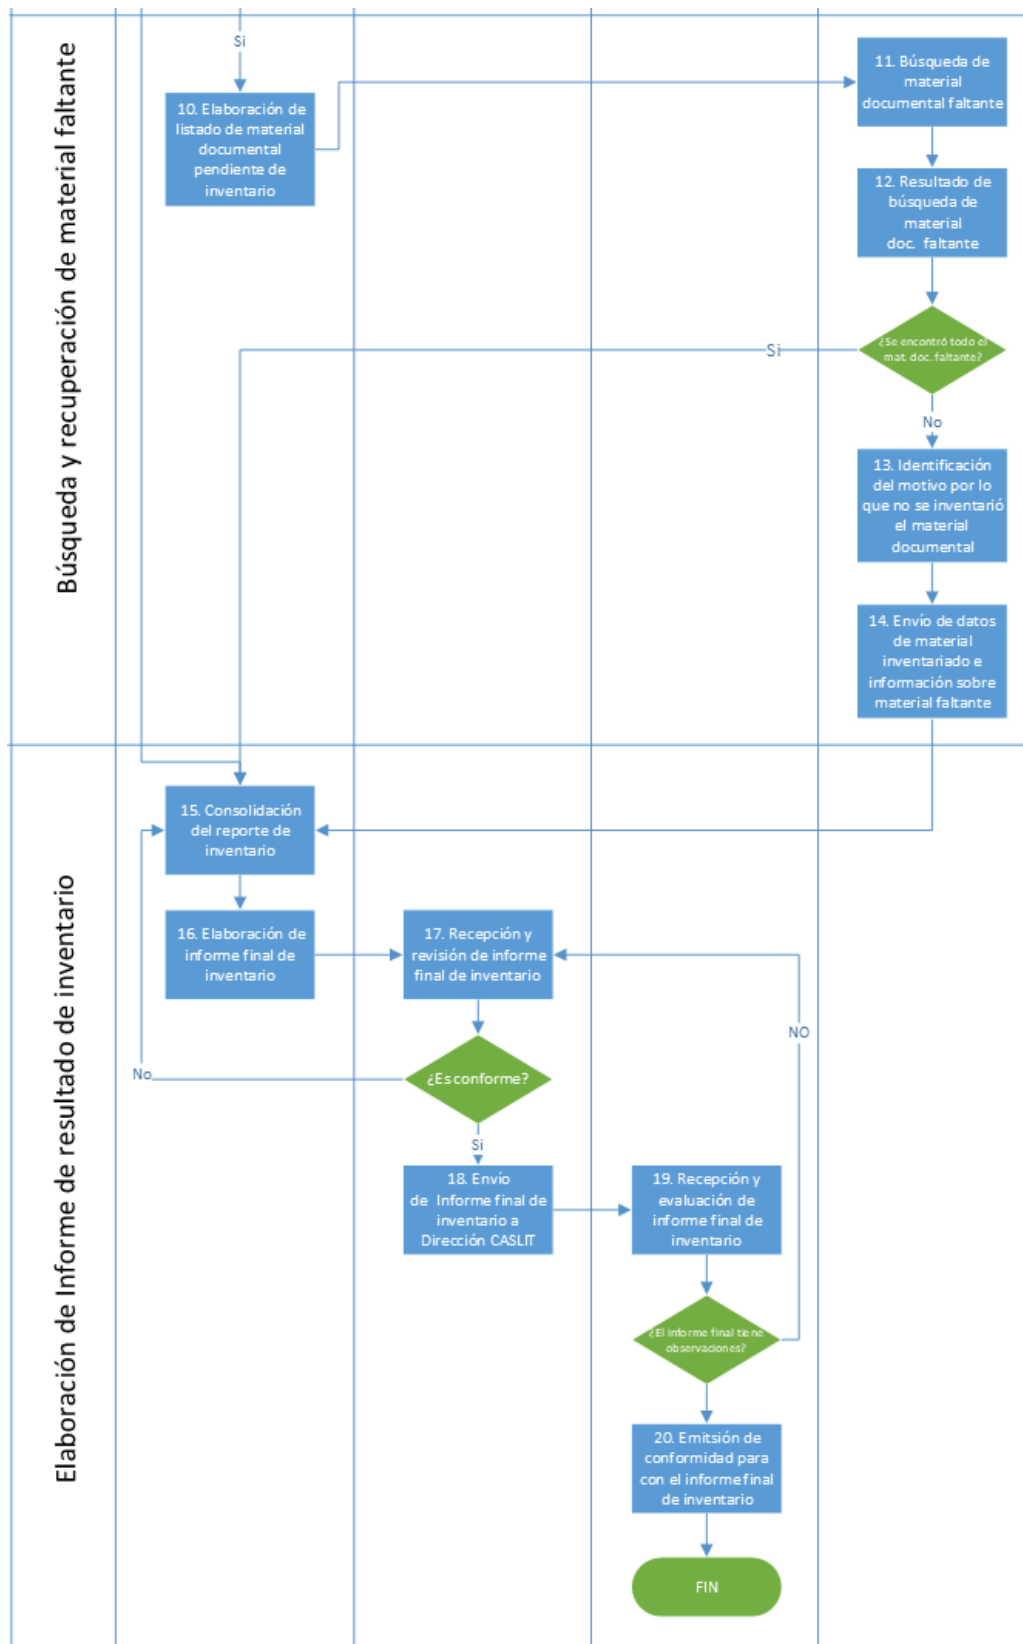 Búsqueda y recuperación de material faltante
Si
10. Elaboración de
listado de material
documental
pendiente de
inventario
11. Búsqueda de
material
documental faltante
12. Resultado de
búsqueda de
material
doc. faltante
¿Se encontró todo el
mat. doc. faltante?
Si
No
13. Identificación
del motivo por lo
que no se inventarió
el material
documental
14. Envío de datos
de material
inventariado e
información sobre
material faltante
Elaboración de Informe de resultado de inventario
15. Consolidación
del reporte de
inventario
16. Elaboración de
informe final de
inventario
17. Recepción y
revisión de informe
final de inventario
NO
¿Es conforme?
No
Si
18. Envío
de Informe final de
inventario a
Dirección CASLIT
19. Recepción y
evaluación de
informe final de
inventario
¿El informe final tiene
observaciones?
20. Emitsión de
conformidad para
con el informe final
de inventario
FIN